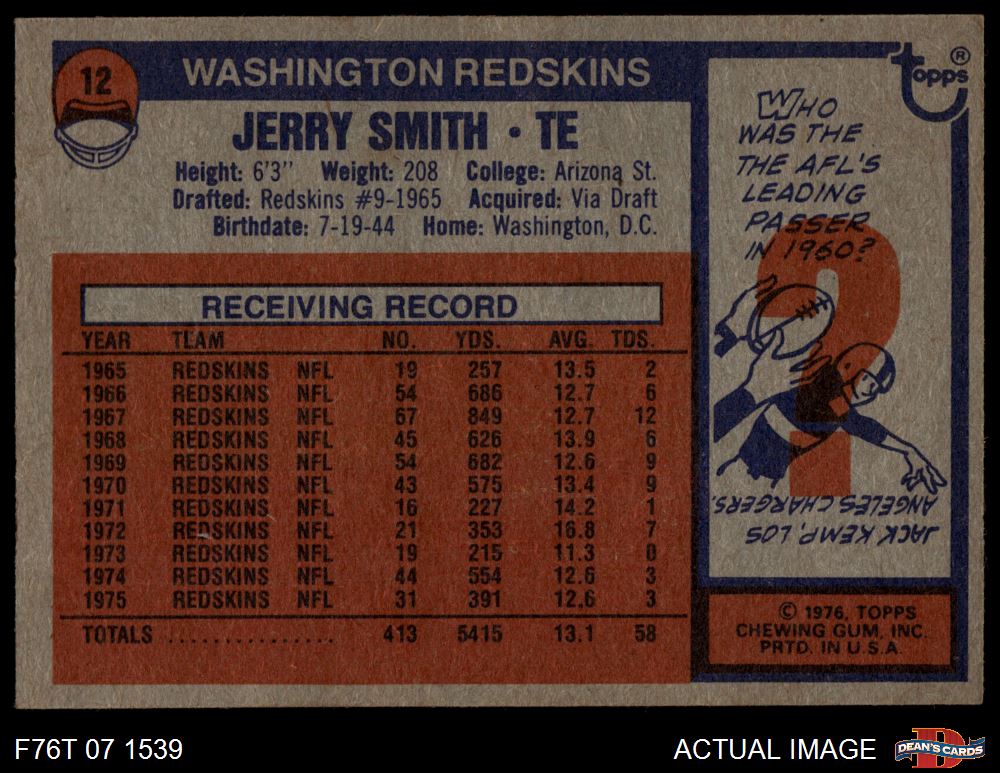 12
WASHINGTON REDSKINS
JERRY SMITH • TE
Height: 6'3" Weight: 208 College: Arizona St.
Drafted: Redskins #9-1965 Acquired: Via Draft
Birthdate: 7-19-44 Home: Washington, D.C.
RECEIVING RECORD
YEAR TEAM NO. YDS. AVG. TDS.
1965 REDSKINS NFL 19 257 13.5 2
1966 REDSKINS NFL 54 686 12.7 6
1967 REDSKINS NFL 67 849 12.7 12
1968 REDSKINS NFL 45 626 13.9 6
1969 REDSKINS NFL 54 682 12.6 9
1970 REDSKINS NFL 43 575 13.4 9
1971 REDSKINS NFL 16 227 14.2 1
1972 REDSKINS NFL 21 353 16.8 7
1973 REDSKINS NFL 19 215 11.3 0
1974 REDSKINS NFL 44 554 12.6 3
1975 REDSKINS NFL 31 391 12.6 3
TOTALS ................ 413 5415 13.1 58
topps®
WHO
WAS THE
THE AFL'S
LEADING
PASSER
IN 1960?
?
JACK KEMP, LOS
ANGELES CHARGERS.
© 1976, TOPPS
CHEWING GUM, INC.
PRTD. IN U.S.A.
F76T 07 1539
ACTUAL IMAGE
D
DEAN'S CARDS